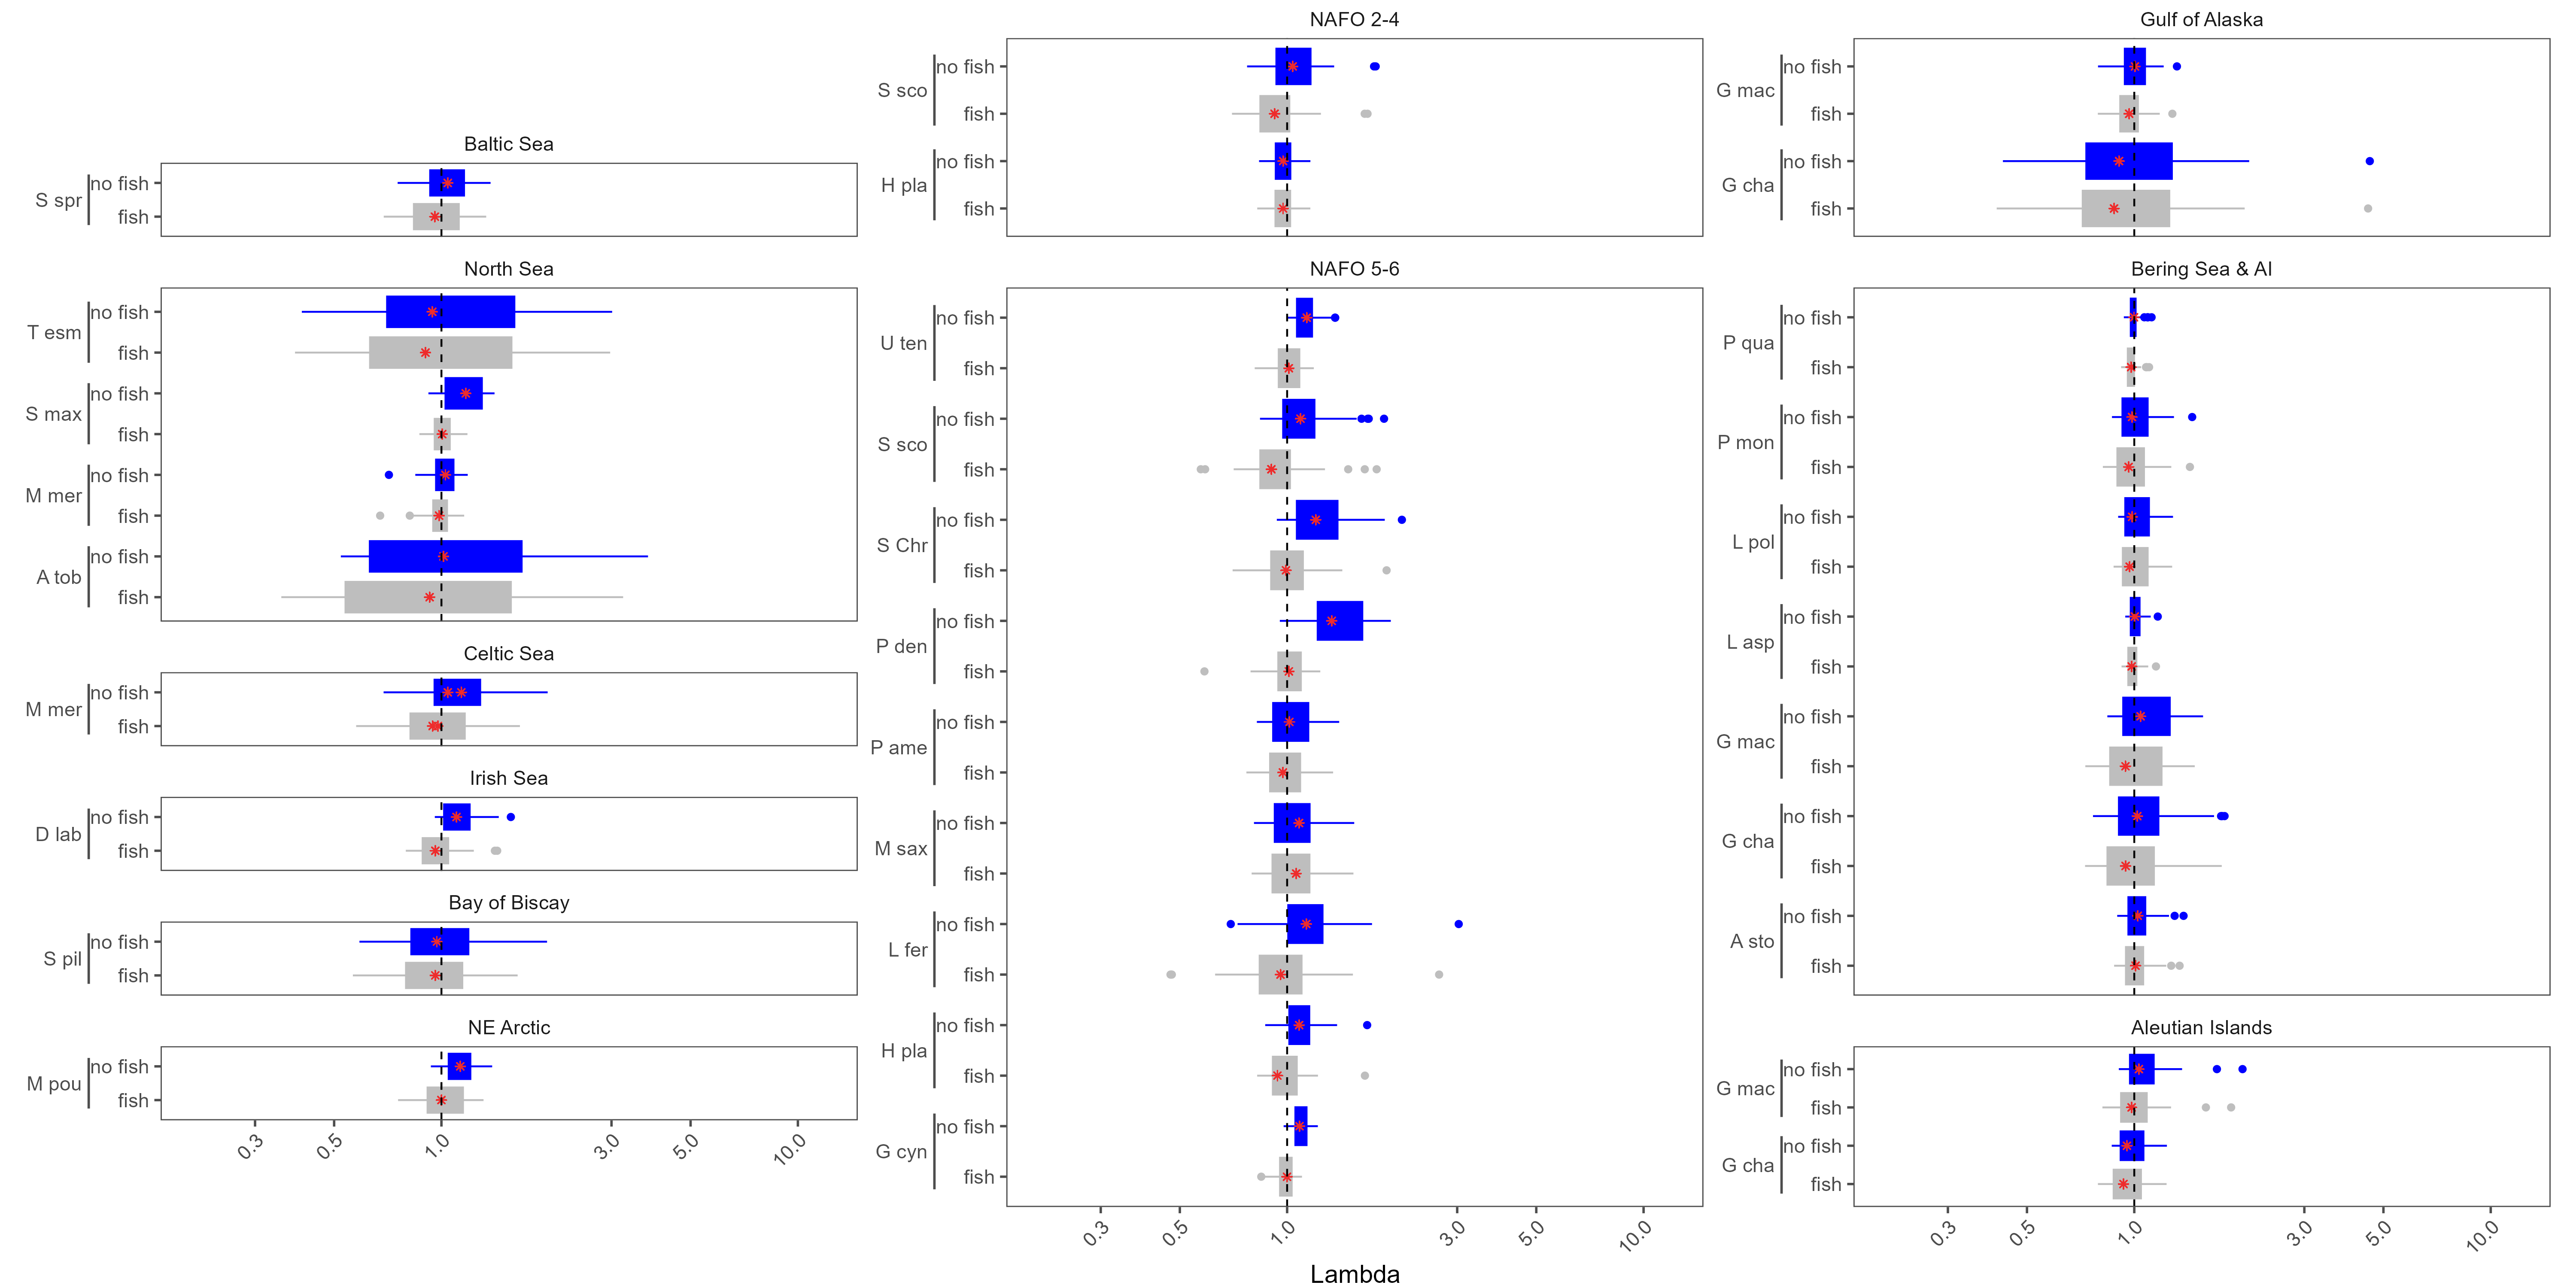 Baltic Sea
S spr
no fish
fish
North Sea
T esm
no fish
fish
S max
no fish
fish
M mer
no fish
fish
A tob
no fish
fish
Celtic Sea
M mer
no fish
fish
Irish Sea
D lab
no fish
fish
Bay of Biscay
S pil
no fish
fish
NE Arctic
M pou
no fish
fish
0.3 0.5 1.0 3.0 5.0 10.0
NAFO 2-4
S sco
no fish
fish
H pla
no fish
fish
NAFO 5-6
U ten
no fish
fish
S sco
no fish
fish
S Chr
no fish
fish
P den
no fish
fish
P ame
no fish
fish
M sax
no fish
fish
L fer
no fish
fish
H pla
no fish
fish
G cyn
no fish
fish
0.3 0.5 1.0 3.0 5.0 10.0
Lambda
Gulf of Alaska
G mac
no fish
fish
G cha
no fish
fish
Bering Sea & AI
P qua
no fish
fish
P mon
no fish
fish
L pol
no fish
fish
L asp
no fish
fish
G mac
no fish
fish
G cha
no fish
fish
A sto
no fish
fish
Aleutian Islands
G mac
no fish
fish
G cha
no fish
fish
0.3 0.5 1.0 3.0 5.0 10.0